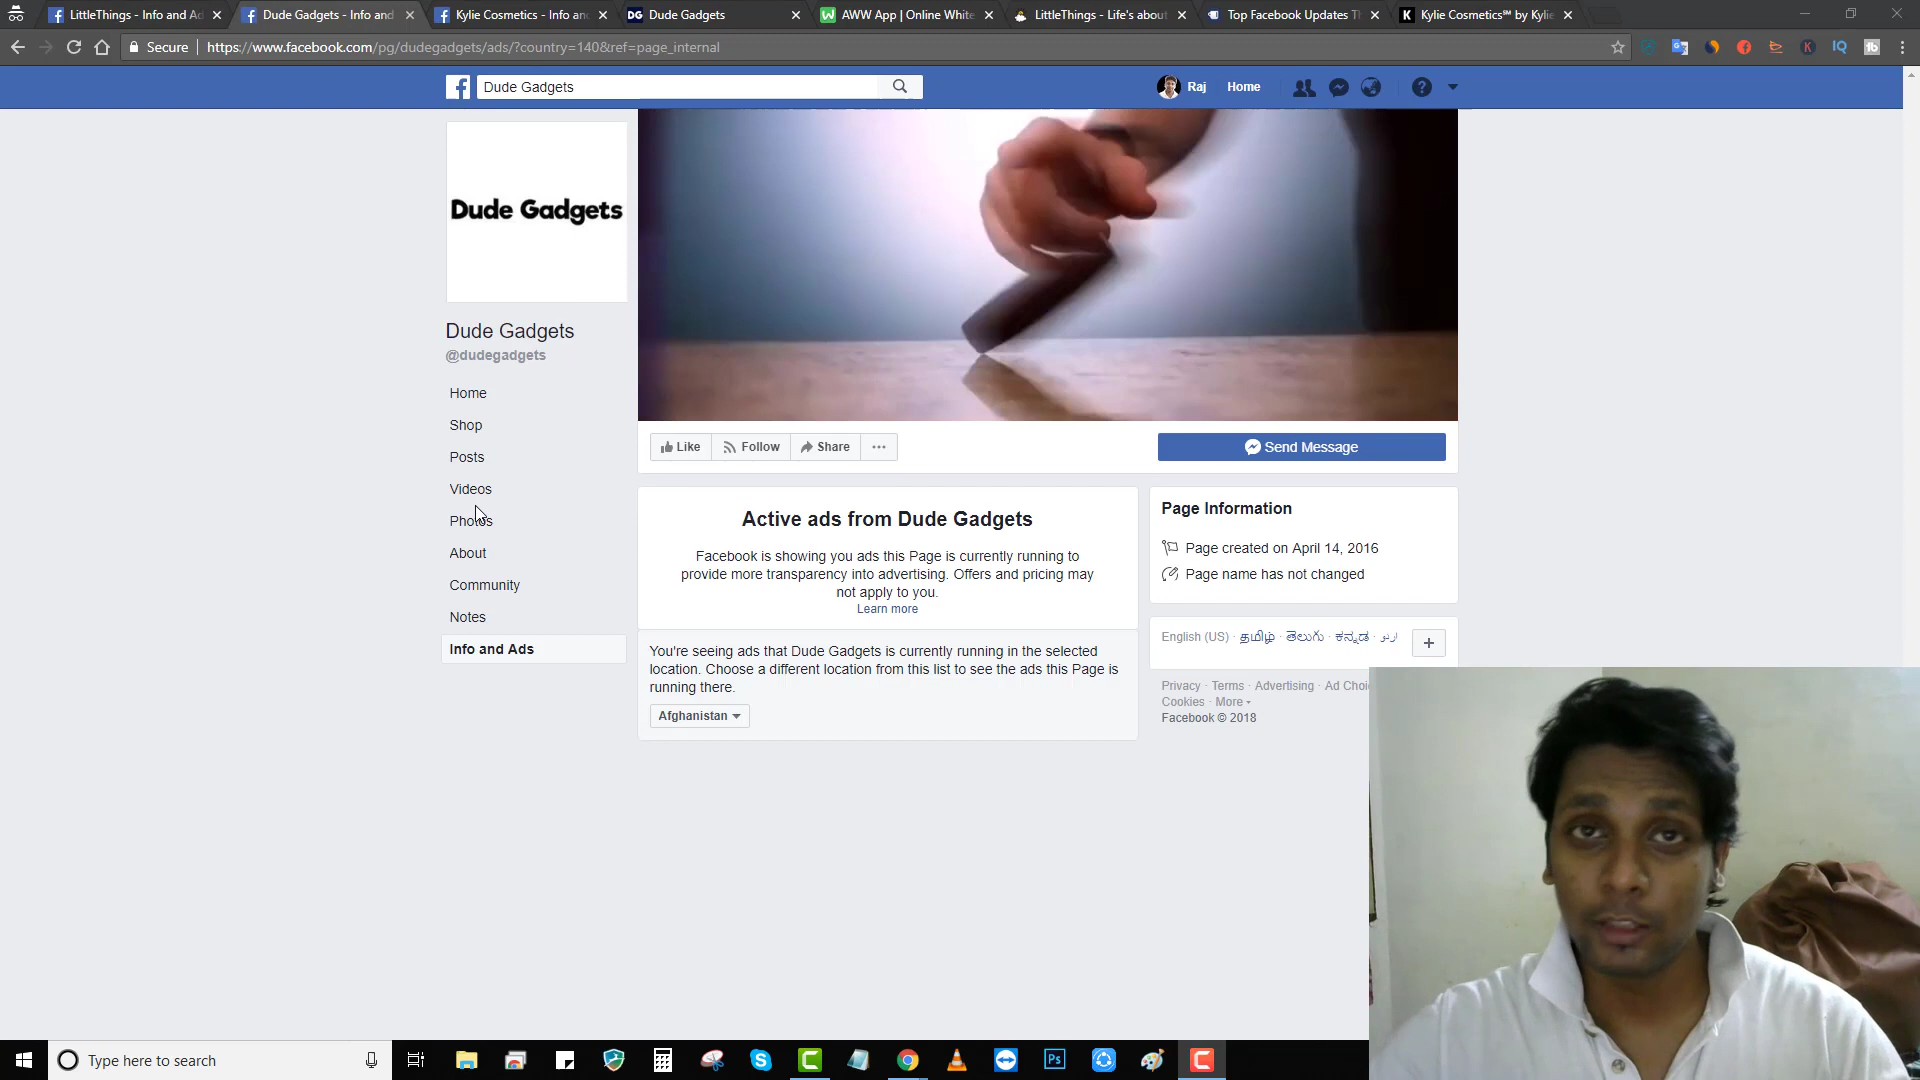 LittleThings - Info and Ad
Dude Gadgets - Info and
Kylie Cosmetics - Info and
DG Dude Gadgets
AWW App | Online White
LittleThings - Life's about
Top Facebook Updates Th
K Kylie Cosmetics℠ by Kylie
Secure
https://www.facebook.com/pg/dudegadgets/ads/?country=140&ref=page_internal
Dude Gadgets
Raj
Home
Dude Gadgets
Dude Gadgets
@dudegadgets
Home
Shop
Posts
Videos
Photos
About
Community
Notes
Info and Ads
Like
Follow
Share
Send Message
Active ads from Dude Gadgets
Facebook is showing you ads this Page is currently running to
provide more transparency into advertising. Offers and pricing may
not apply to you.
Learn more
You're seeing ads that Dude Gadgets is currently running in the selected
location. Choose a different location from this list to see the ads this Page is
running there.
Afghanistan
Page Information
Page created on April 14, 2016
Page name has not changed
English (US) · தமிழ் · తెలుగు · ಕನ್ನಡ · اردو
Privacy · Terms · Advertising · Ad Choic
Cookies · More
Facebook © 2018
Type here to search
Ps